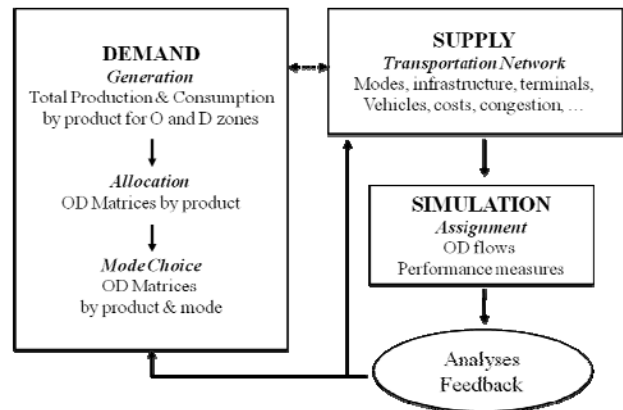 DEMAND
Generation
Total Production & Consumption
by product for O and D zones
Allocation
OD Matrices by product
Mode Choice
OD Matrices
by product & mode
SUPPLY
Transportation Network
Modes, infrastructure, terminals,
Vehicles, costs, congestion, …
SIMULATION
Assignment
OD flows
Performance measures
Analyses
Feedback